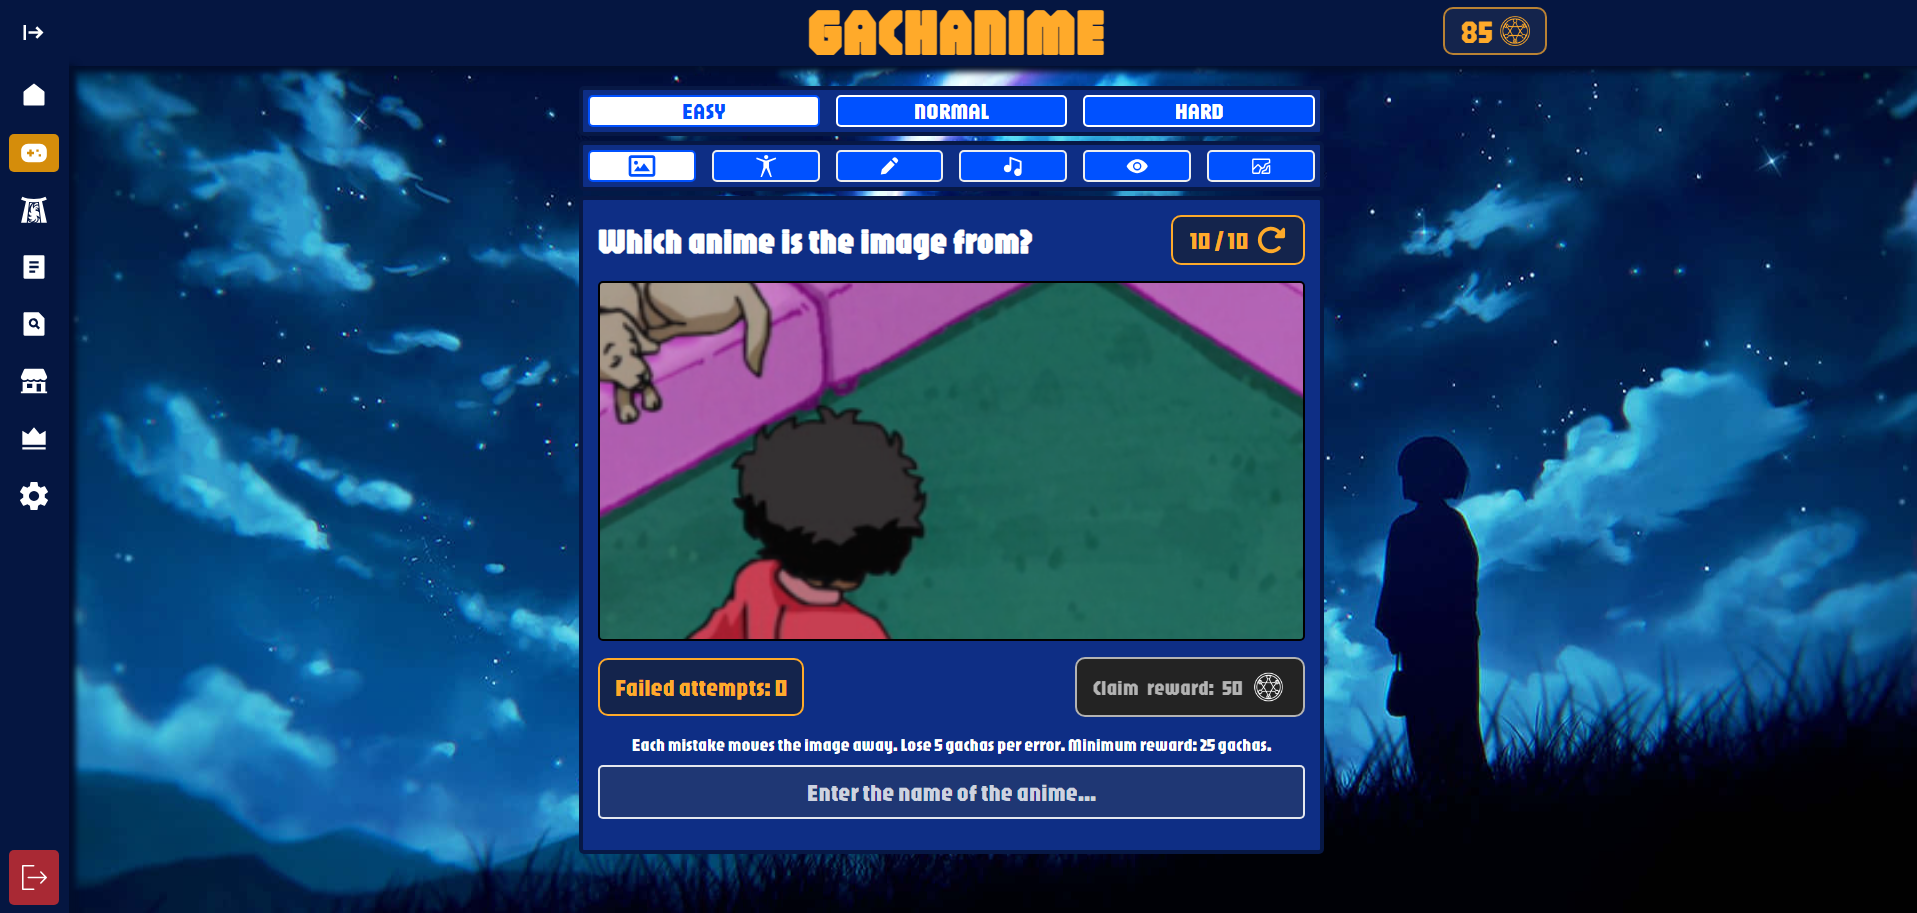 GACHANIME
85
EASY
NORMAL
HARD
Which anime is the image from?
10/10
Failed attempts: 0
Claim reward: 50
Each mistake moves the image away. Lose 5 gachas per error. Minimum reward: 25 gachas.
Enter the name of the anime...